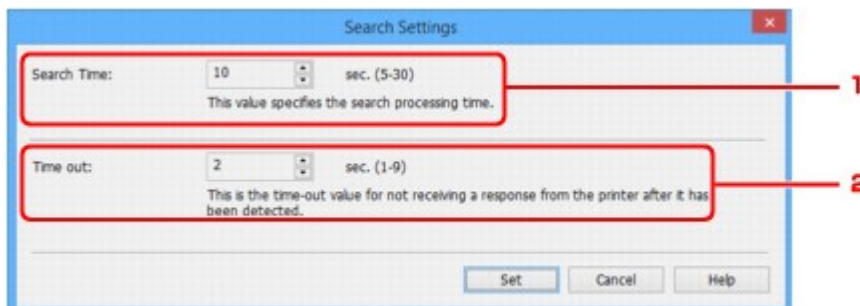 Search Settings
Search Time: 10 sec. (5-30)
This value specifies the search processing time.
1
Time out: 2 sec. (1-9)
This is the time-out value for not receiving a response from the printer after it has
been detected.
2
Set Cancel Help